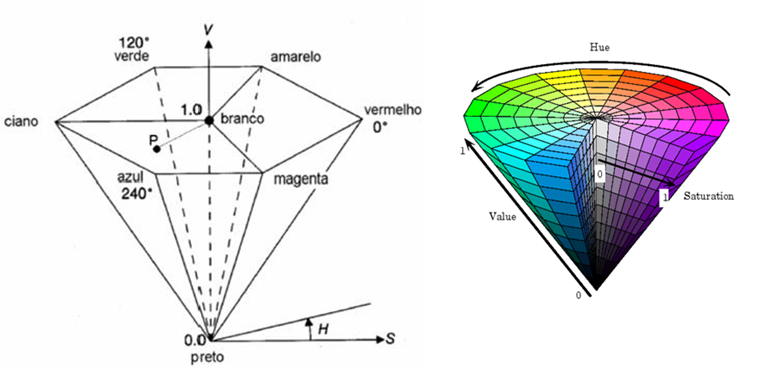 V
120°
verde
amarelo
1.0
branco
vermelho
0°
ciano
P
azul
240°
magenta
H
0.0
S
preto
Hue
1
0
Saturation
1
Value
0